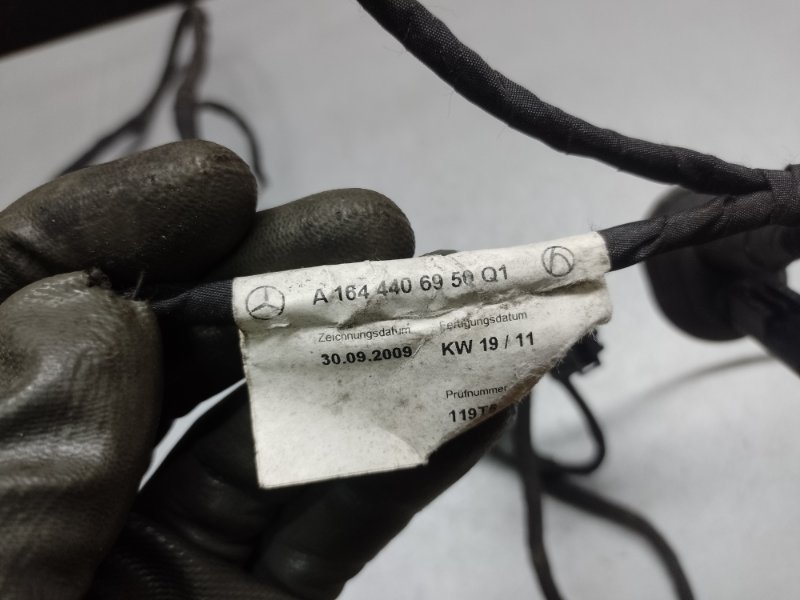 A 164 440 69 50 Q1
Zeichnungsdatum Fertigungsdatum
30.09.2009 KW 19 / 11
Prüfnummer